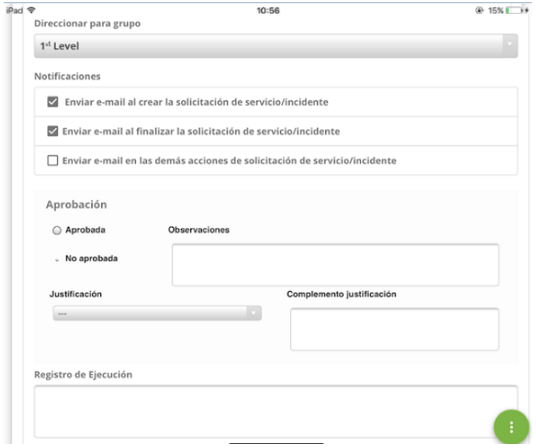 iPad 10:56 15%
Direccionar para grupo
1st Level
Notificaciones
Enviar e-mail al crear la solicitación de servicio/incidente
Enviar e-mail al finalizar la solicitación de servicio/incidente
Enviar e-mail en las demás acciones de solicitación de servicio/incidente
Aprobación
Aprobada Observaciones
No aprobada
Justificación Complemento justificación
---
Registro de Ejecución